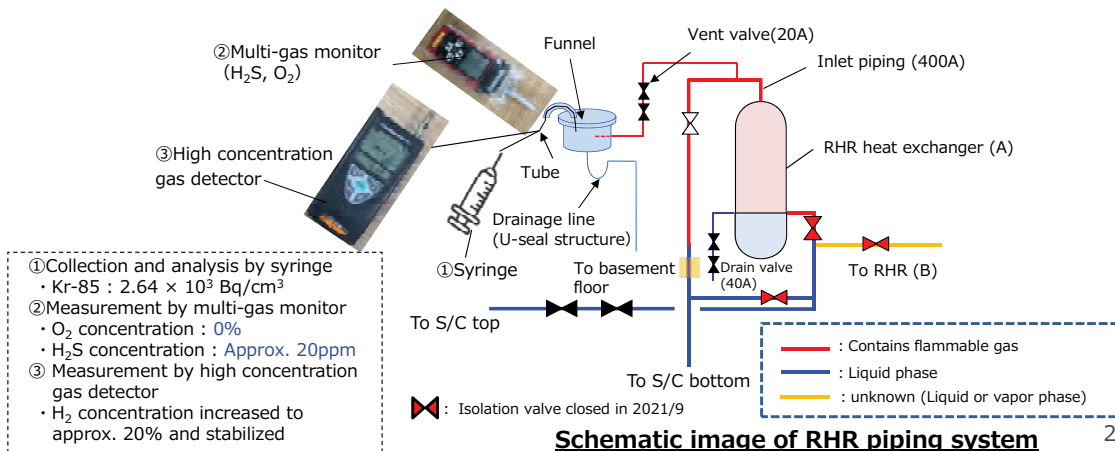 ②Multi-gas monitor
(H₂S, O₂)
Funnel
Vent valve(20A)
Inlet piping (400A)
RHR heat exchanger (A)
③High concentration
gas detector
Tube
Drainage line
(U-seal structure)
①Syringe
To basement
floor
Drain valve
(40A)
To RHR (B)
To S/C top
To S/C bottom
①Collection and analysis by syringe
・Kr-85 : 2.64 × 10³ Bq/cm³
②Measurement by multi-gas monitor
・O₂ concentration : 0%
・H₂S concentration : Approx. 20ppm
③ Measurement by high concentration
gas detector
・H₂ concentration increased to
approx. 20% and stabilized
: Isolation valve closed in 2021/9
: Contains flammable gas
: Liquid phase
: unknown (Liquid or vapor phase)
Schematic image of RHR piping system
2